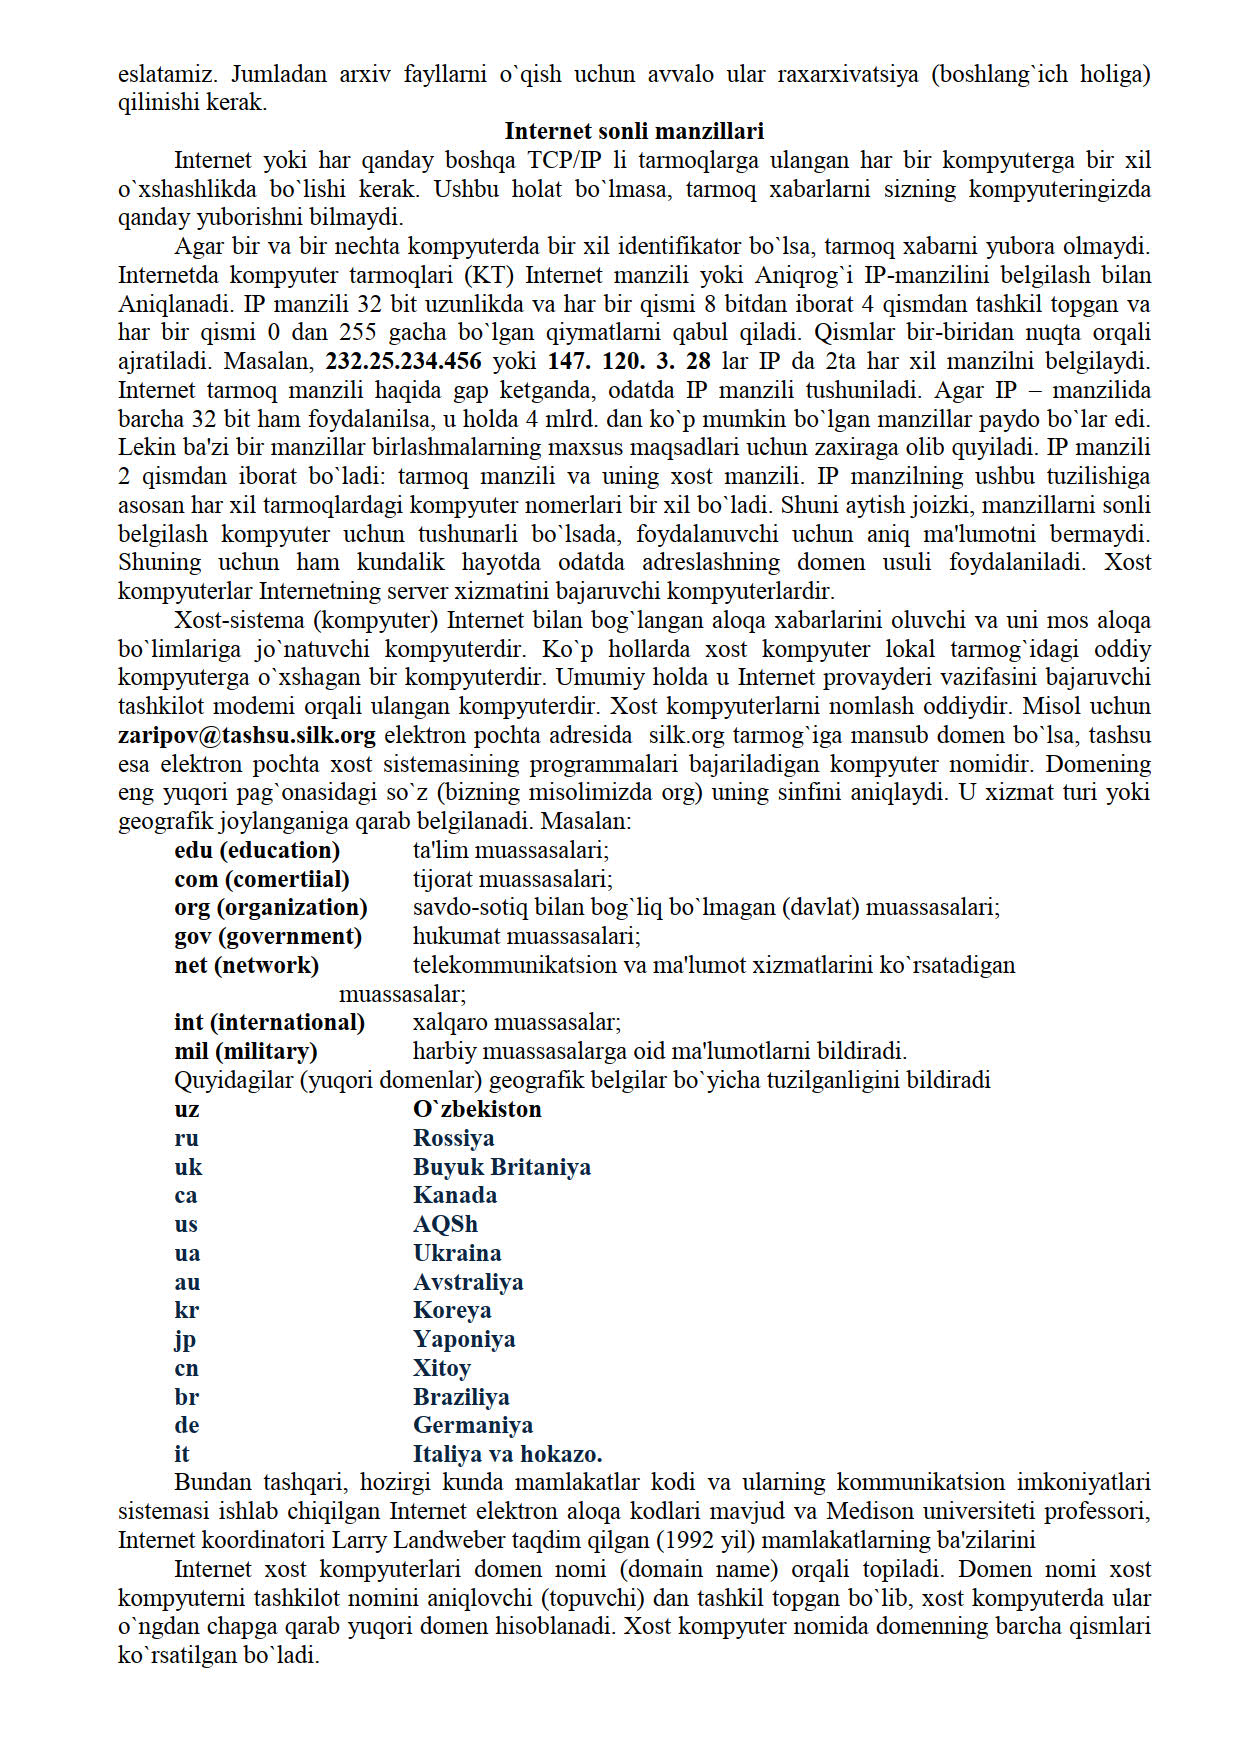 eslatamiz. Jumladan arxiv fayllarni o`qish uchun avvalo ular raxarxivatsiya (boshlang`ich holiga)
qilinishi kerak.
Internet sonli manzillari
Internet yoki har qanday boshqa TCP/IP li tarmoqlarga ulangan har bir kompyuterga bir xil
o`xshashlikda bo`lishi kerak. Ushbu holat bo`lmasa, tarmoq xabarlarni sizning kompyuteringizda
qanday yuborishni bilmaydi.
Agar bir va bir nechta kompyuterda bir xil identifikator bo`lsa, tarmoq xabarni yubora olmaydi.
Internetda kompyuter tarmoqlari (KT) Internet manzili yoki Aniqrog`i IP-manzilini belgilash bilan
Aniqlanadi. IP manzili 32 bit uzunlikda va har bir qismi 8 bitdan iborat 4 qismdan tashkil topgan va
har bir qismi 0 dan 255 gacha bo`lgan qiymatlarni qabul qiladi. Qismlar bir-biridan nuqta orqali
ajratiladi. Masalan, 232.25.234.456 yoki 147. 120. 3. 28 lar IP da 2ta har xil manzilni belgilaydi.
Internet tarmoq manzili haqida gap ketganda, odatda IP manzili tushuniladi. Agar IP – manzilida
barcha 32 bit ham foydalanilsa, u holda 4 mlrd. dan ko`p mumkin bo`lgan manzillar paydo bo`lar edi.
Lekin ba'zi bir manzillar birlashmalarning maxsus maqsadlari uchun zaxiraga olib quyiladi. IP manzili
2 qismdan iborat bo`ladi: tarmoq manzili va uning xost manzili. IP manzilning ushbu tuzilishiga
asosan har xil tarmoqlardagi kompyuter nomerlari bir xil bo`ladi. Shuni aytish joizki, manzillarni sonli
belgilash kompyuter uchun tushunarli bo`lsada, foydalanuvchi uchun aniq ma'lumotni bermaydi.
Shuning uchun ham kundalik hayotda odatda adreslashning domen usuli foydalaniladi. Xost
kompyuterlar Internetning server xizmatini bajaruvchi kompyuterlardir.
Xost-sistema (kompyuter) Internet bilan bog`langan aloqa xabarlarini oluvchi va uni mos aloqa
bo`limlariga jo`natuvchi kompyuterdir. Ko`p hollarda xost kompyuter lokal tarmog`idagi oddiy
kompyuterga o`xshagan bir kompyuterdir. Umumiy holda u Internet provayderi vazifasini bajaruvchi
tashkilot modemi orqali ulangan kompyuterdir. Xost kompyuterlarni nomlash oddiydir. Misol uchun
zaripov@tashsu.silk.org elektron pochta adresida silk.org tarmog`iga mansub domen bo`lsa, tashsu
esa elektron pochta xost sistemasining programmalari bajariladigan kompyuter nomidir. Domening
eng yuqori pag`onasidagi so`z (bizning misolimizda org) uning sinfini aniqlaydi. U xizmat turi yoki
geografik joylanganiga qarab belgilanadi. Masalan:
edu (education) ta'lim muassasalari;
com (comertiial) tijorat muassasalari;
org (organization) savdo-sotiq bilan bog`liq bo`lmagan (davlat) muassasalari;
gov (government) hukumat muassasalari;
net (network) telekommunikatsion va ma'lumot xizmatlarini ko`rsatadigan
muassasalar;
int (international) xalqaro muassasalar;
mil (military) harbiy muassasalarga oid ma'lumotlarni bildiradi.
Quyidagilar (yuqori domenlar) geografik belgilar bo`yicha tuzilganligini bildiradi
uz O`zbekiston
ru Rossiya
uk Buyuk Britaniya
ca Kanada
us AQSh
ua Ukraina
au Avstraliya
kr Koreya
jp Yaponiya
cn Xitoy
br Braziliya
de Germaniya
it Italiya va hokazo.
Bundan tashqari, hozirgi kunda mamlakatlar kodi va ularning kommunikatsion imkoniyatlari
sistemasi ishlab chiqilgan Internet elektron aloqa kodlari mavjud va Medison universiteti professori,
Internet koordinatori Larry Landweber taqdim qilgan (1992 yil) mamlakatlarning ba'zilarini
Internet xost kompyuterlari domen nomi (domain name) orqali topiladi. Domen nomi xost
kompyuterni tashkilot nomini aniqlovchi (topuvchi) dan tashkil topgan bo`lib, xost kompyuterda ular
o`ngdan chapga qarab yuqori domen hisoblanadi. Xost kompyuter nomida domenning barcha qismlari
ko`rsatilgan bo`ladi.